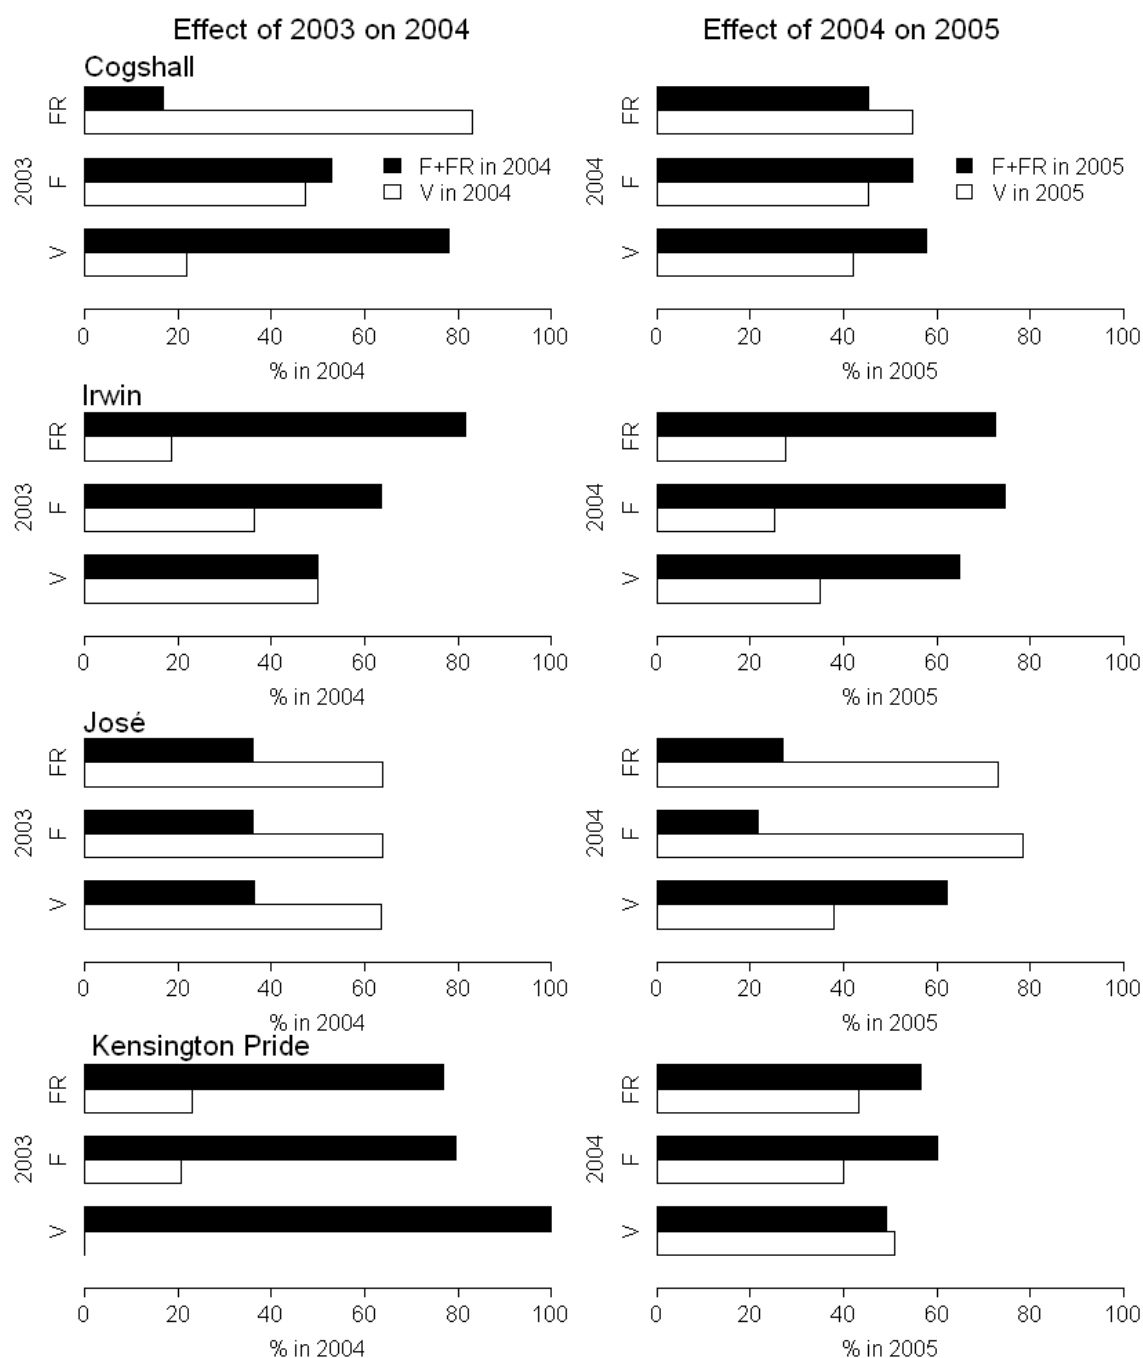 Effect of 2003 on 2004
Effect of 2004 on 2005
Cogshall
FR
F
V
2003
F+FR in 2004
V in 2004
0 20 40 60 80 100
% in 2004
FR
F
V
2004
F+FR in 2005
V in 2005
0 20 40 60 80 100
% in 2005
Irwin
FR
F
V
2003
0 20 40 60 80 100
% in 2004
FR
F
V
2004
0 20 40 60 80 100
% in 2005
José
FR
F
V
2003
0 20 40 60 80 100
% in 2004
FR
F
V
2004
0 20 40 60 80 100
% in 2005
Kensington Pride
FR
F
V
2003
0 20 40 60 80 100
% in 2004
FR
F
V
2004
0 20 40 60 80 100
% in 2005